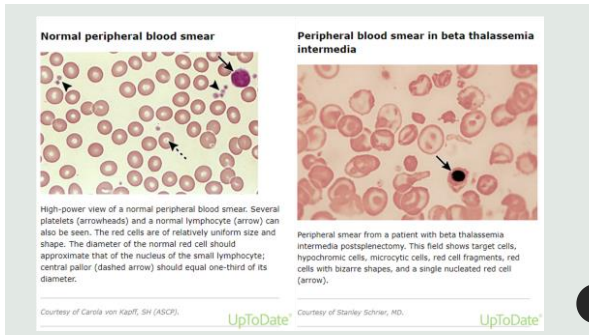 Normal peripheral blood smear
High-power view of a normal peripheral blood smear. Several
platelets (arrowheads) and a normal lymphocyte (arrow) can
also be seen. The red cells are of relatively uniform size and
shape. The diameter of the normal red cell should
approximate that of the nucleus of the small lymphocyte;
central pallor (dashed arrow) should equal one-third of its
diameter.
Courtesy of Carola von Kapff, SH (ASCP).
UpToDate®
Peripheral blood smear in beta thalassemia
intermedia
Peripheral smear from a patient with beta thalassemia
intermedia postsplenectomy. This field shows target cells,
hypochromic cells, microcytic cells, red cell fragments, red
cells with bizarre shapes, and a single nucleated red cell
(arrow).
Courtesy of Stanley Schrier, MD.
UpToDate®